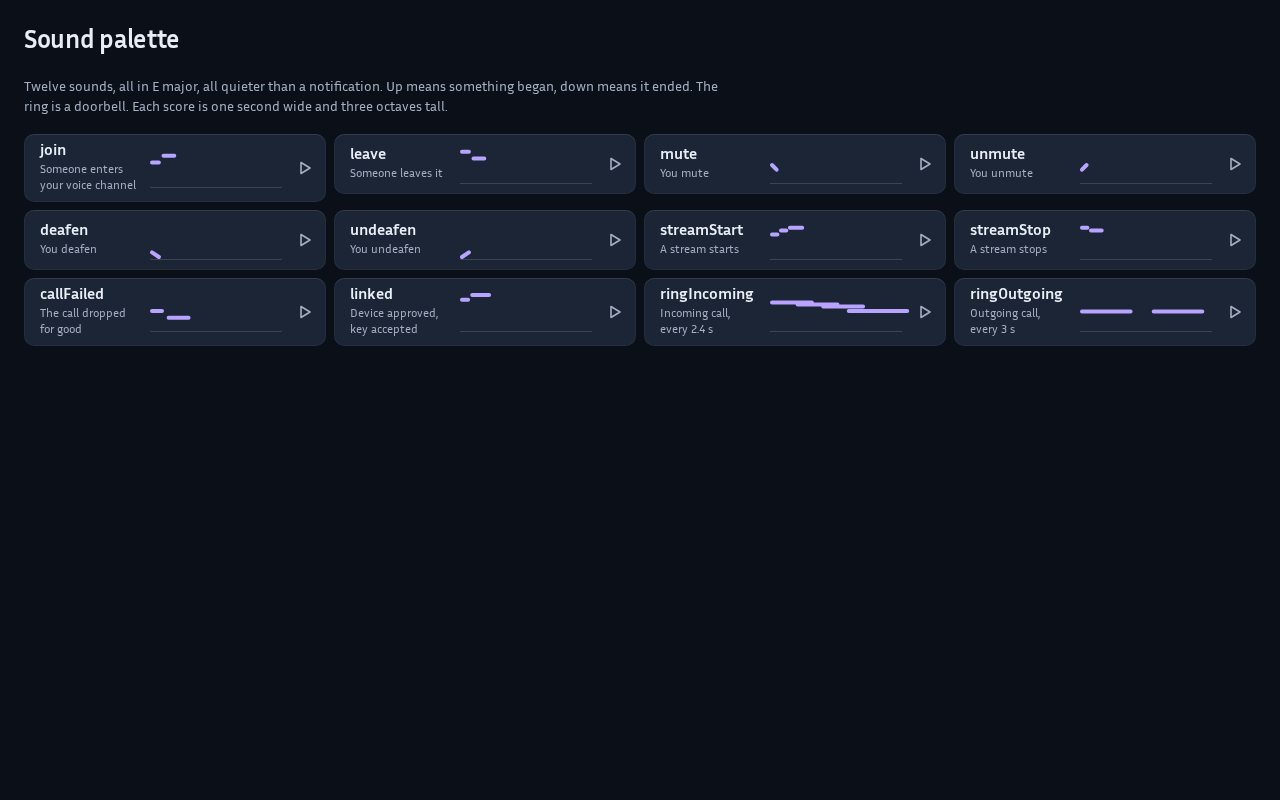 Sound palette
Twelve sounds, all in E major, all quieter than a notification. Up means something began, down means it ended. The
ring is a doorbell. Each score is one second wide and three octaves tall.
join
Someone enters
your voice channel
leave
Someone leaves it
mute
You mute
unmute
You unmute
deafen
You deafen
undeafen
You undeafen
streamStart
A stream starts
streamStop
A stream stops
callFailed
The call dropped
for good
linked
Device approved,
key accepted
ringIncoming
Incoming call,
every 2.4 s
ringOutgoing
Outgoing call,
every 3 s